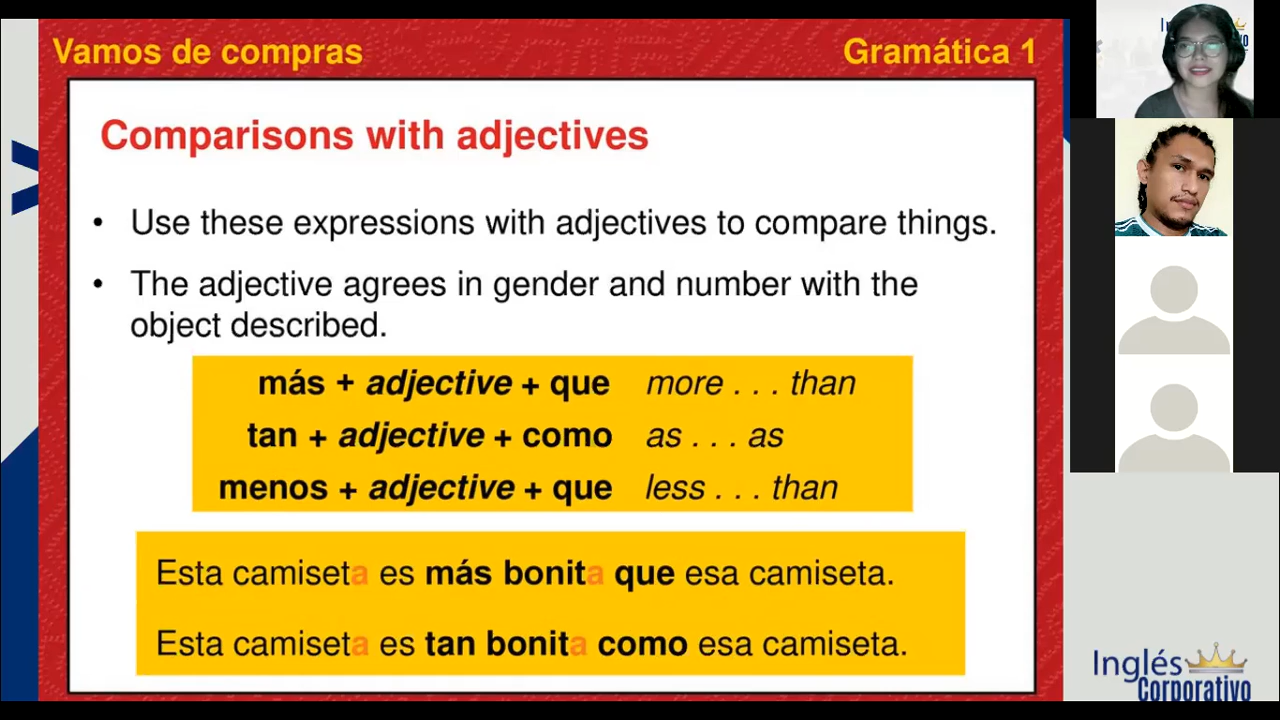 Vamos de compras
Gramática 1
Comparisons with adjectives
• Use these expressions with adjectives to compare things.
• The adjective agrees in gender and number with the
object described.
más + adjective + que more . . . than
tan + adjective + como as . . . as
menos + adjective + que less . . . than
Esta camiseta es más bonita que esa camiseta.
Esta camiseta es tan bonita como esa camiseta.
Inglés
Corporativo